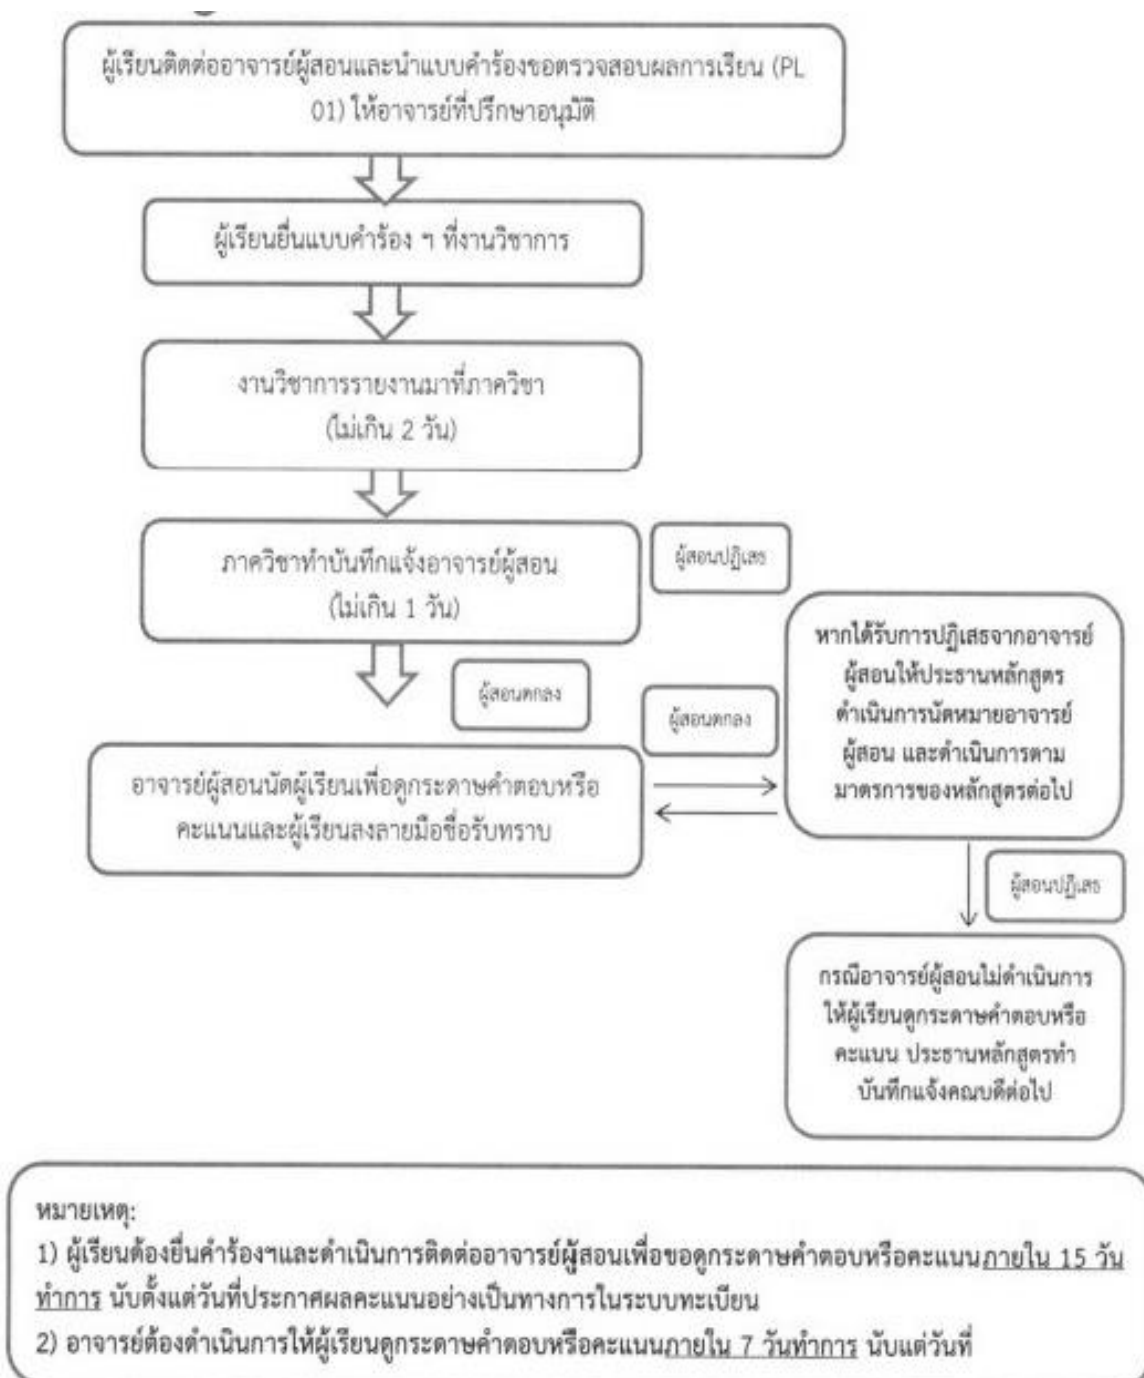 ผู้เรียนติดต่ออาจารย์ผู้สอนและนำแบบคำร้องขอตรวจสอบผลการเรียน (PL
01) ให้อาจารย์ที่ปรึกษาอนุมัติ
ผู้เรียนยื่นแบบคำร้อง ฯ ที่งานวิชาการ
งานวิชาการรายงานมาที่ภาควิชา
(ไม่เกิน 2 วัน)
ภาควิชาทำบันทึกแจ้งอาจารย์ผู้สอน
(ไม่เกิน 1 วัน)
ผู้สอนปฏิเสธ
หากได้รับการปฏิเสธจากอาจารย์
ผู้สอนให้ประธานหลักสูตร
ดำเนินการนัดหมายอาจารย์
ผู้สอน และดำเนินการตาม
มาตรการของหลักสูตรต่อไป
ผู้สอนตกลง
ผู้สอนตกลง
อาจารย์ผู้สอนนัดผู้เรียนเพื่อดูกระดาษคำตอบหรือ
คะแนนและผู้เรียนลงลายมือชื่อรับทราบ
ผู้สอนปฏิเสธ
กรณีอาจารย์ผู้สอนไม่ดำเนินการ
ให้ผู้เรียนดูกระดาษคำตอบหรือ
คะแนน ประธานหลักสูตรทำ
บันทึกแจ้งคณบดีต่อไป
หมายเหตุ:
1) ผู้เรียนต้องยื่นคำร้องฯและดำเนินการติดต่ออาจารย์ผู้สอนเพื่อขอดูกระดาษคำตอบหรือคะแนนภายใน 15 วัน
ทำการ นับตั้งแต่วันที่ประกาศผลคะแนนอย่างเป็นทางการในระบบทะเบียน
2) อาจารย์ต้องดำเนินการให้ผู้เรียนดูกระดาษคำตอบหรือคะแนนภายใน 7 วันทำการ นับแต่วันที่